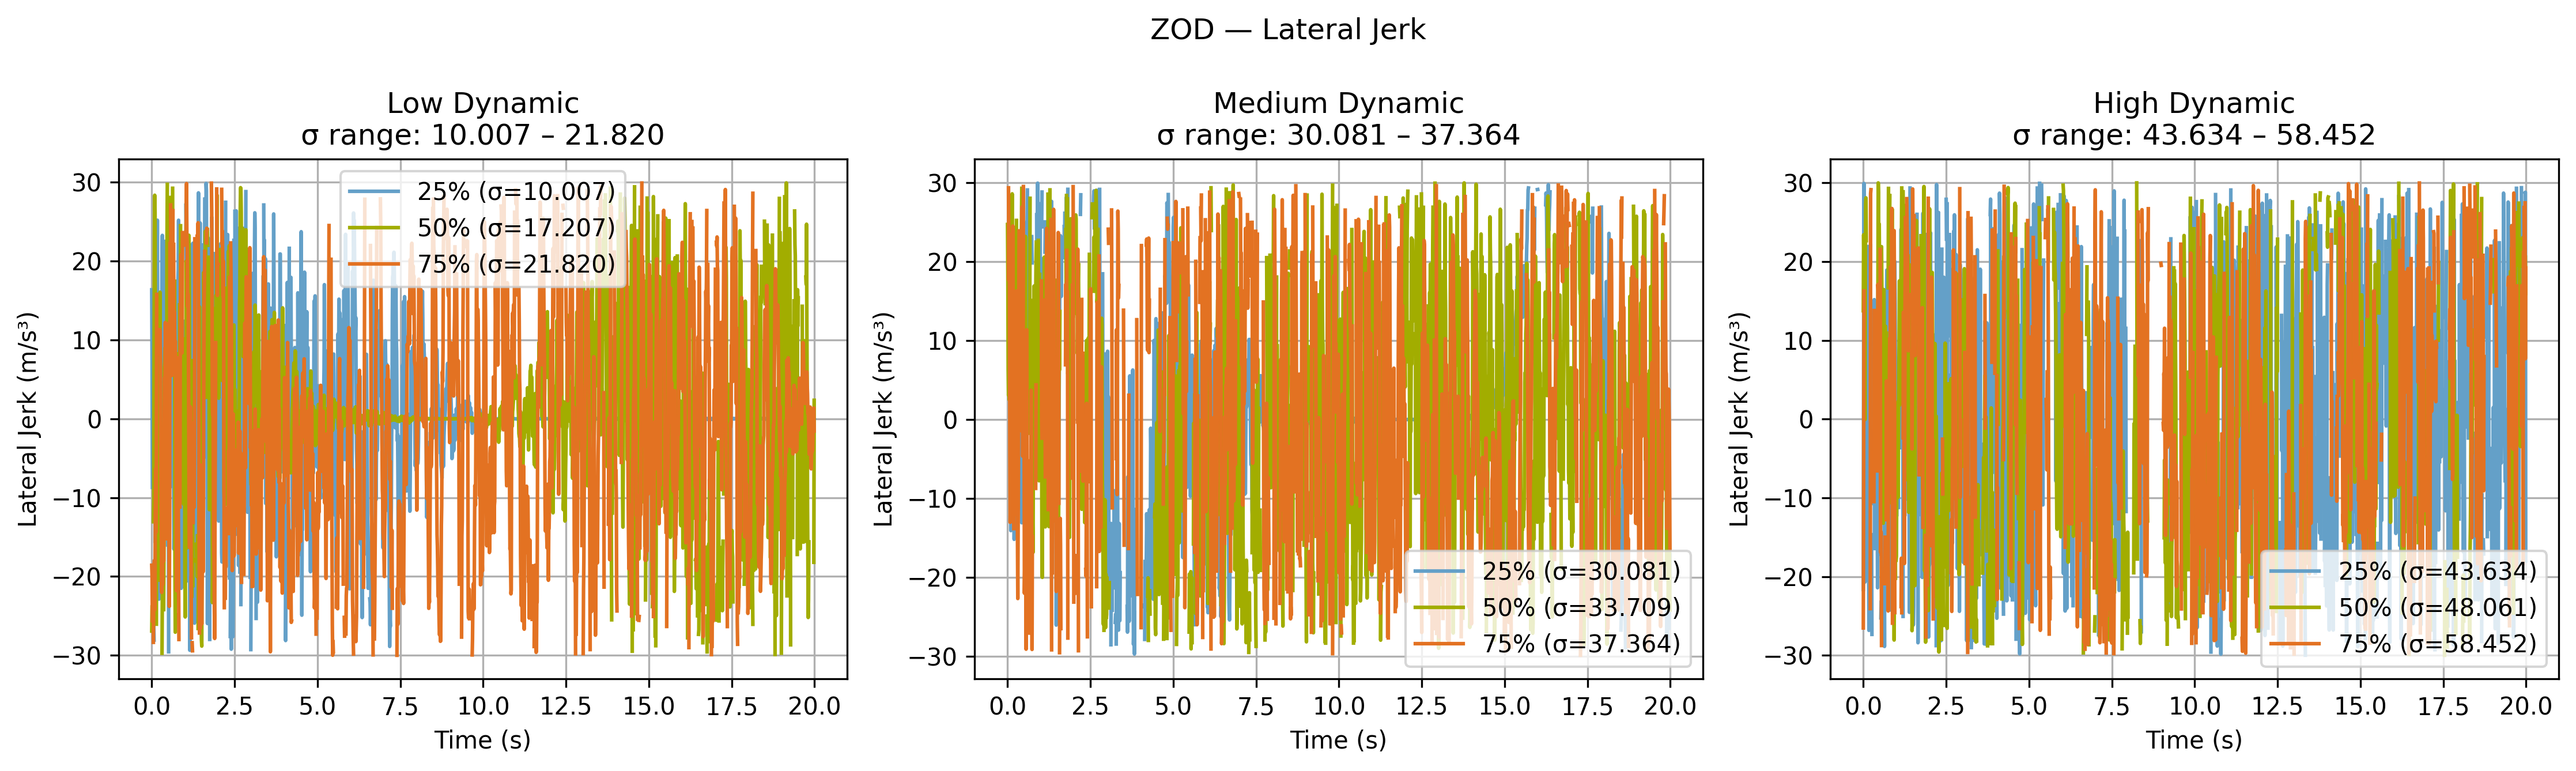 ZOD — Lateral Jerk
Low Dynamic
σ range: 10.007 – 21.820
Lateral Jerk (m/s³)
30
20
10
0
−10
−20
−30
25% (σ=10.007)
50% (σ=17.207)
75% (σ=21.820)
0.0 2.5 5.0 7.5 10.0 12.5 15.0 17.5 20.0
Time (s)
Medium Dynamic
σ range: 30.081 – 37.364
Lateral Jerk (m/s³)
30
20
10
0
−10
−20
−30
25% (σ=30.081)
50% (σ=33.709)
75% (σ=37.364)
0.0 2.5 5.0 7.5 10.0 12.5 15.0 17.5 20.0
Time (s)
High Dynamic
σ range: 43.634 – 58.452
Lateral Jerk (m/s³)
30
20
10
0
−10
−20
−30
25% (σ=43.634)
50% (σ=48.061)
75% (σ=58.452)
0.0 2.5 5.0 7.5 10.0 12.5 15.0 17.5 20.0
Time (s)